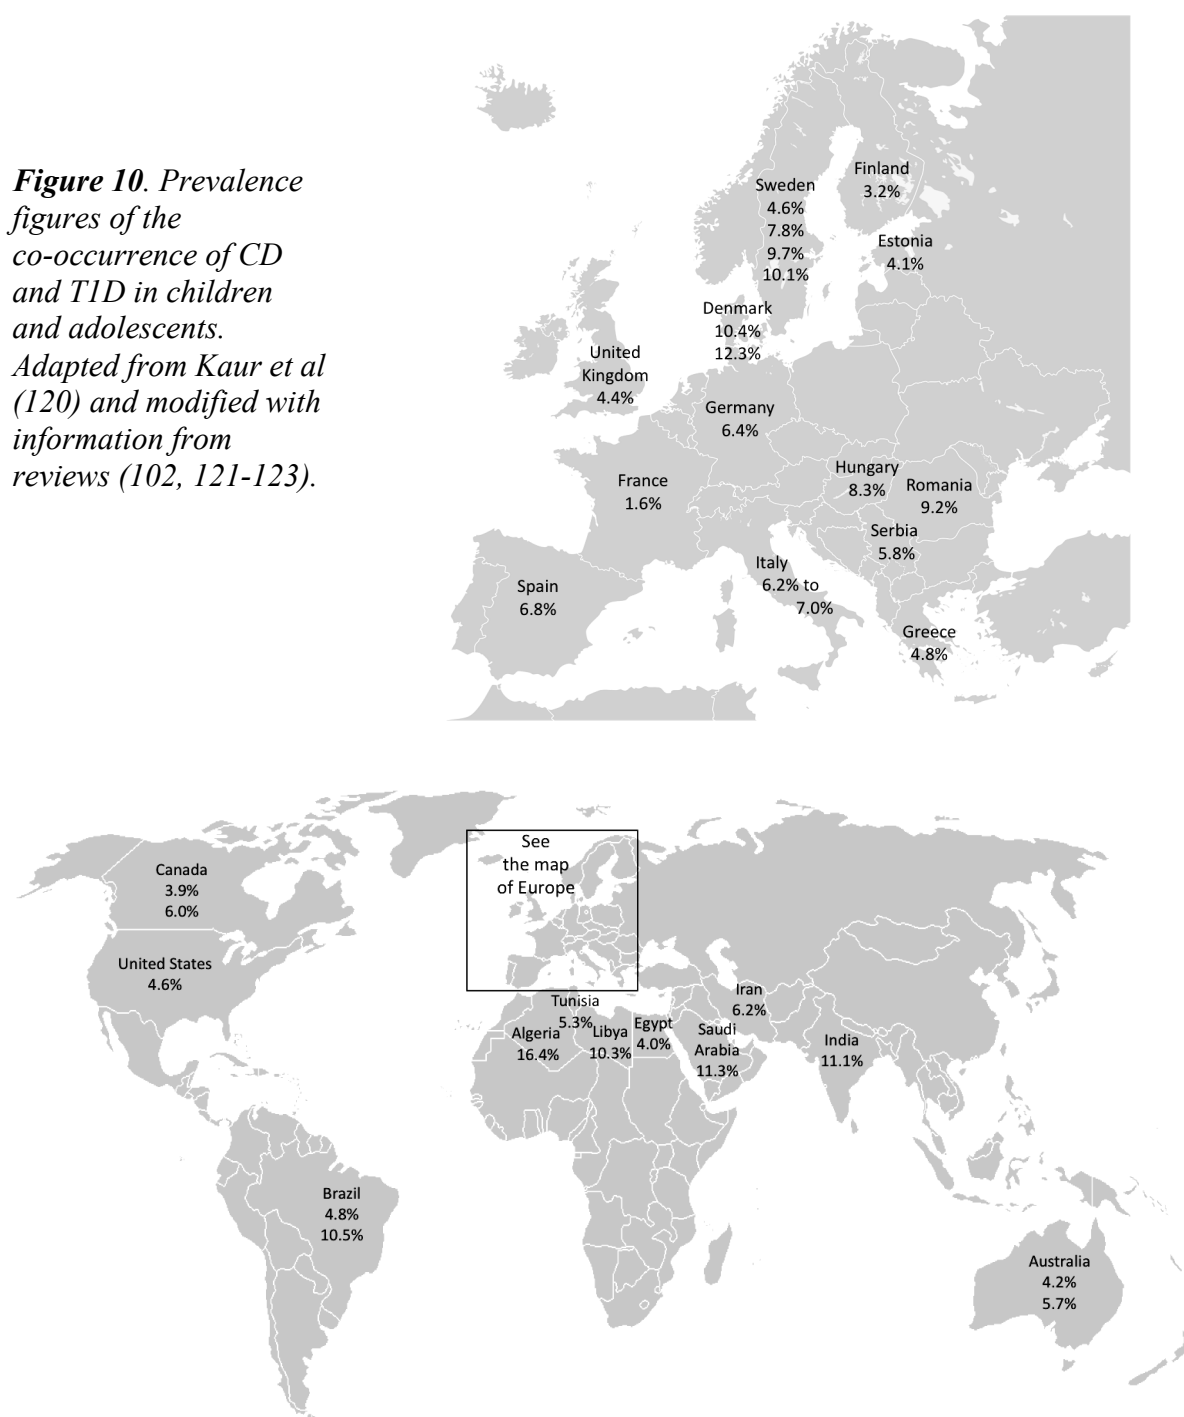 Figure 10. Prevalence
figures of the
co-occurrence of CD
and T1D in children
and adolescents.
Adapted from Kaur et al
(120) and modified with
information from
reviews (102, 121-123).
Finland
3.2%
Sweden
4.6%
7.8%
9.7%
10.1%
Estonia
4.1%
Denmark
10.4%
12.3%
United
Kingdom
4.4%
Germany
6.4%
France
1.6%
Hungary
8.3%
Romania
9.2%
Serbia
5.8%
Italy
6.2% to
7.0%
Spain
6.8%
Greece
4.8%
See
the map
of Europe
Canada
3.9%
6.0%
United States
4.6%
Tunisia
5.3%
Algeria
16.4%
Libya
10.3%
Egypt
4.0%
Saudi
Arabia
11.3%
Iran
6.2%
India
11.1%
Brazil
4.8%
10.5%
Australia
4.2%
5.7%